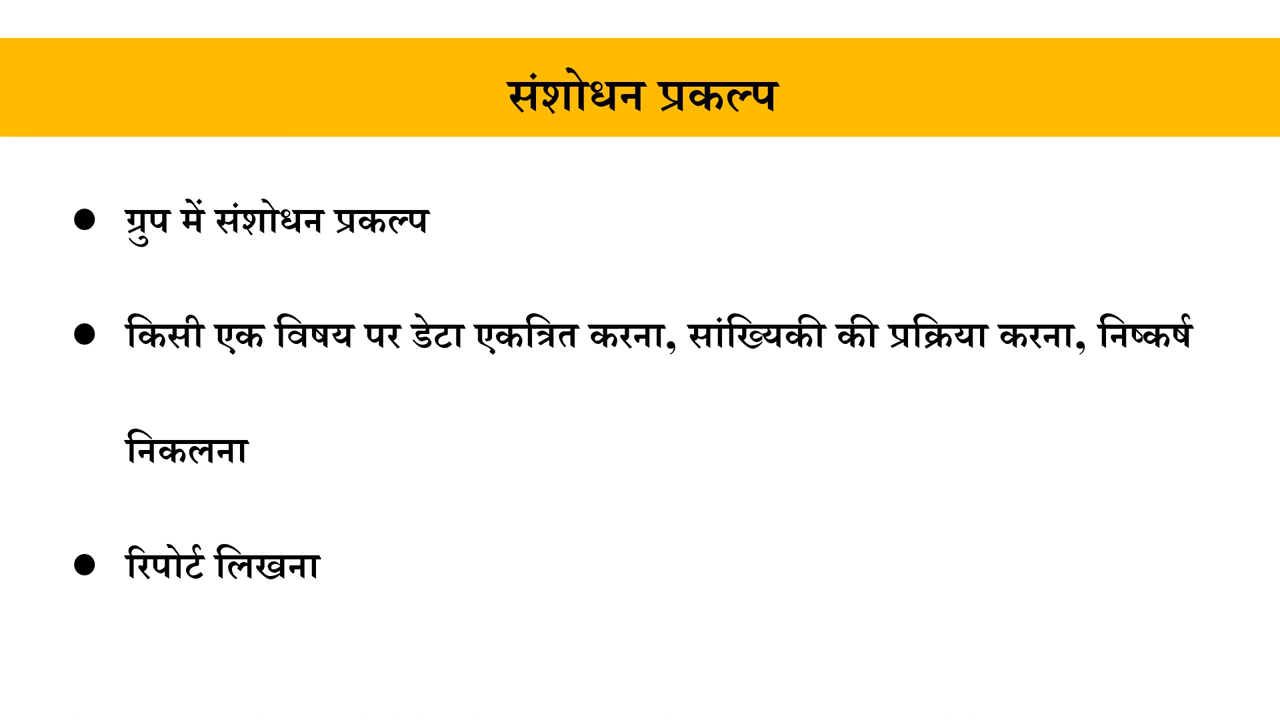 संशोधन प्रकल्प
● ग्रुप में संशोधन प्रकल्प
● किसी एक विषय पर डेटा एकत्रित करना, सांख्यिकी की प्रक्रिया करना, निष्कर्ष
निकलना
● रिपोर्ट लिखना